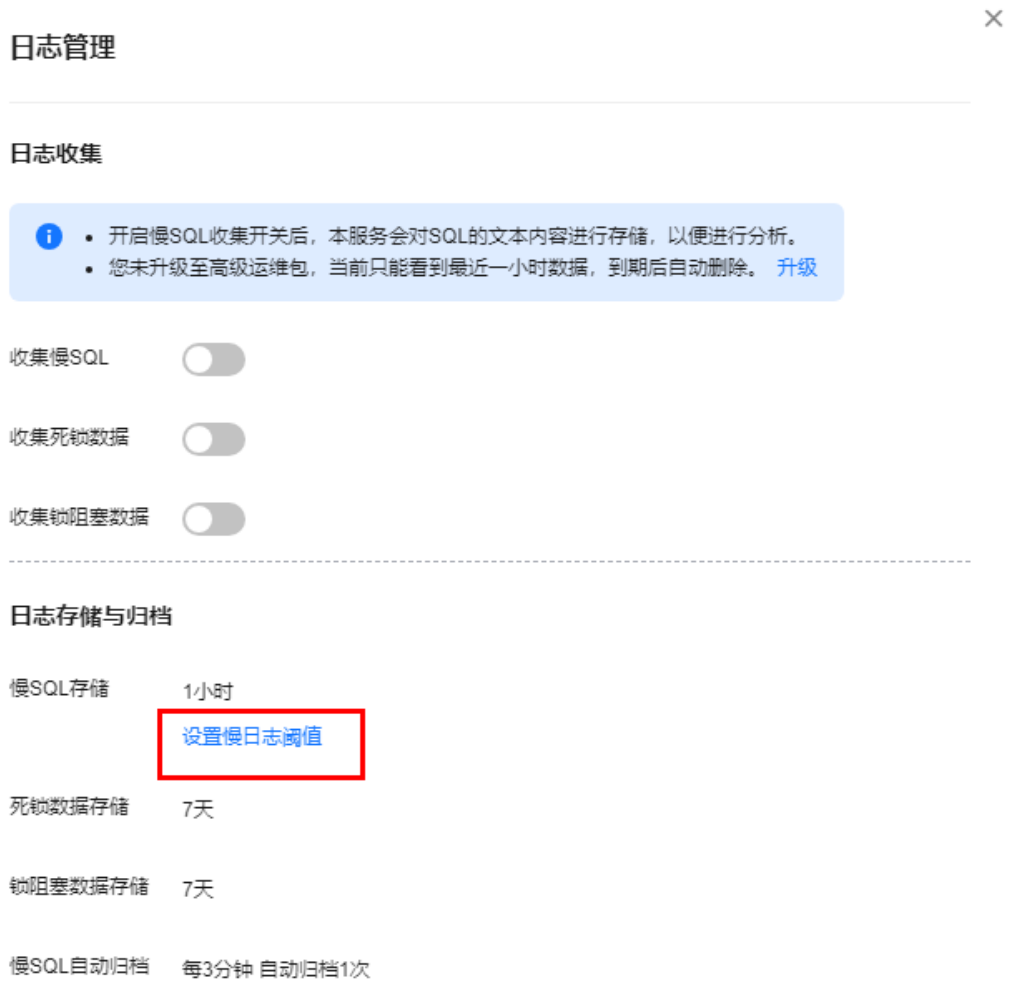 日志管理
日志收集
开启慢SQL收集开关后，本服务会对SQL的文本内容进行存储，以便进行分析。
您未升级至高级运维包，当前只能看到最近一小时数据，到期后自动删除。 升级
收集慢SQL
收集死锁数据
收集锁阻塞数据
日志存储与归档
慢SQL存储 1小时
设置慢日志阈值
死锁数据存储 7天
锁阻塞数据存储 7天
慢SQL自动归档 每3分钟 自动归档1次